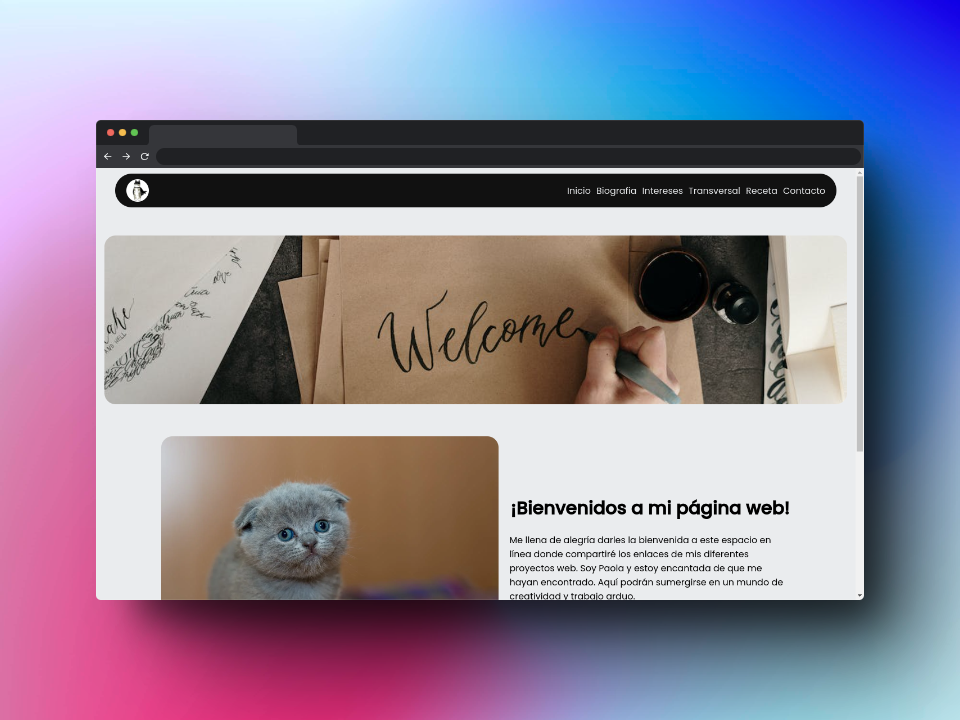 Inicio Biografía Intereses Transversal Receta Contacto
Welcome
¡Bienvenidos a mi página web!
Me llena de alegría darles la bienvenida a este espacio en
línea donde compartiré los enlaces de mis diferentes
proyectos web. Soy Paola y estoy encantada de que me
hayan encontrado. Aquí podrán sumergirse en un mundo de
creatividad y trabajo arduo.